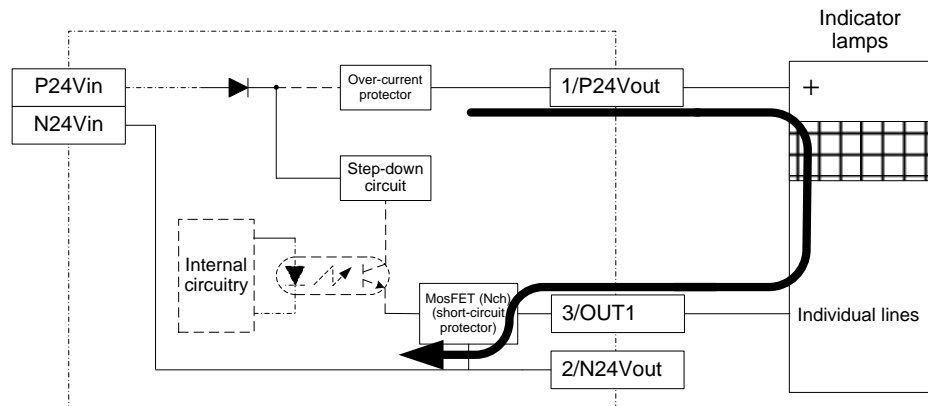 Indicator
lamps
P24Vin
N24Vin
Over-current
protector
1/P24Vout
+
Step-down
circuit
Internal
circuitry
MosFET (Nch)
(short-circuit
protector)
3/OUT1
Individual lines
2/N24Vout